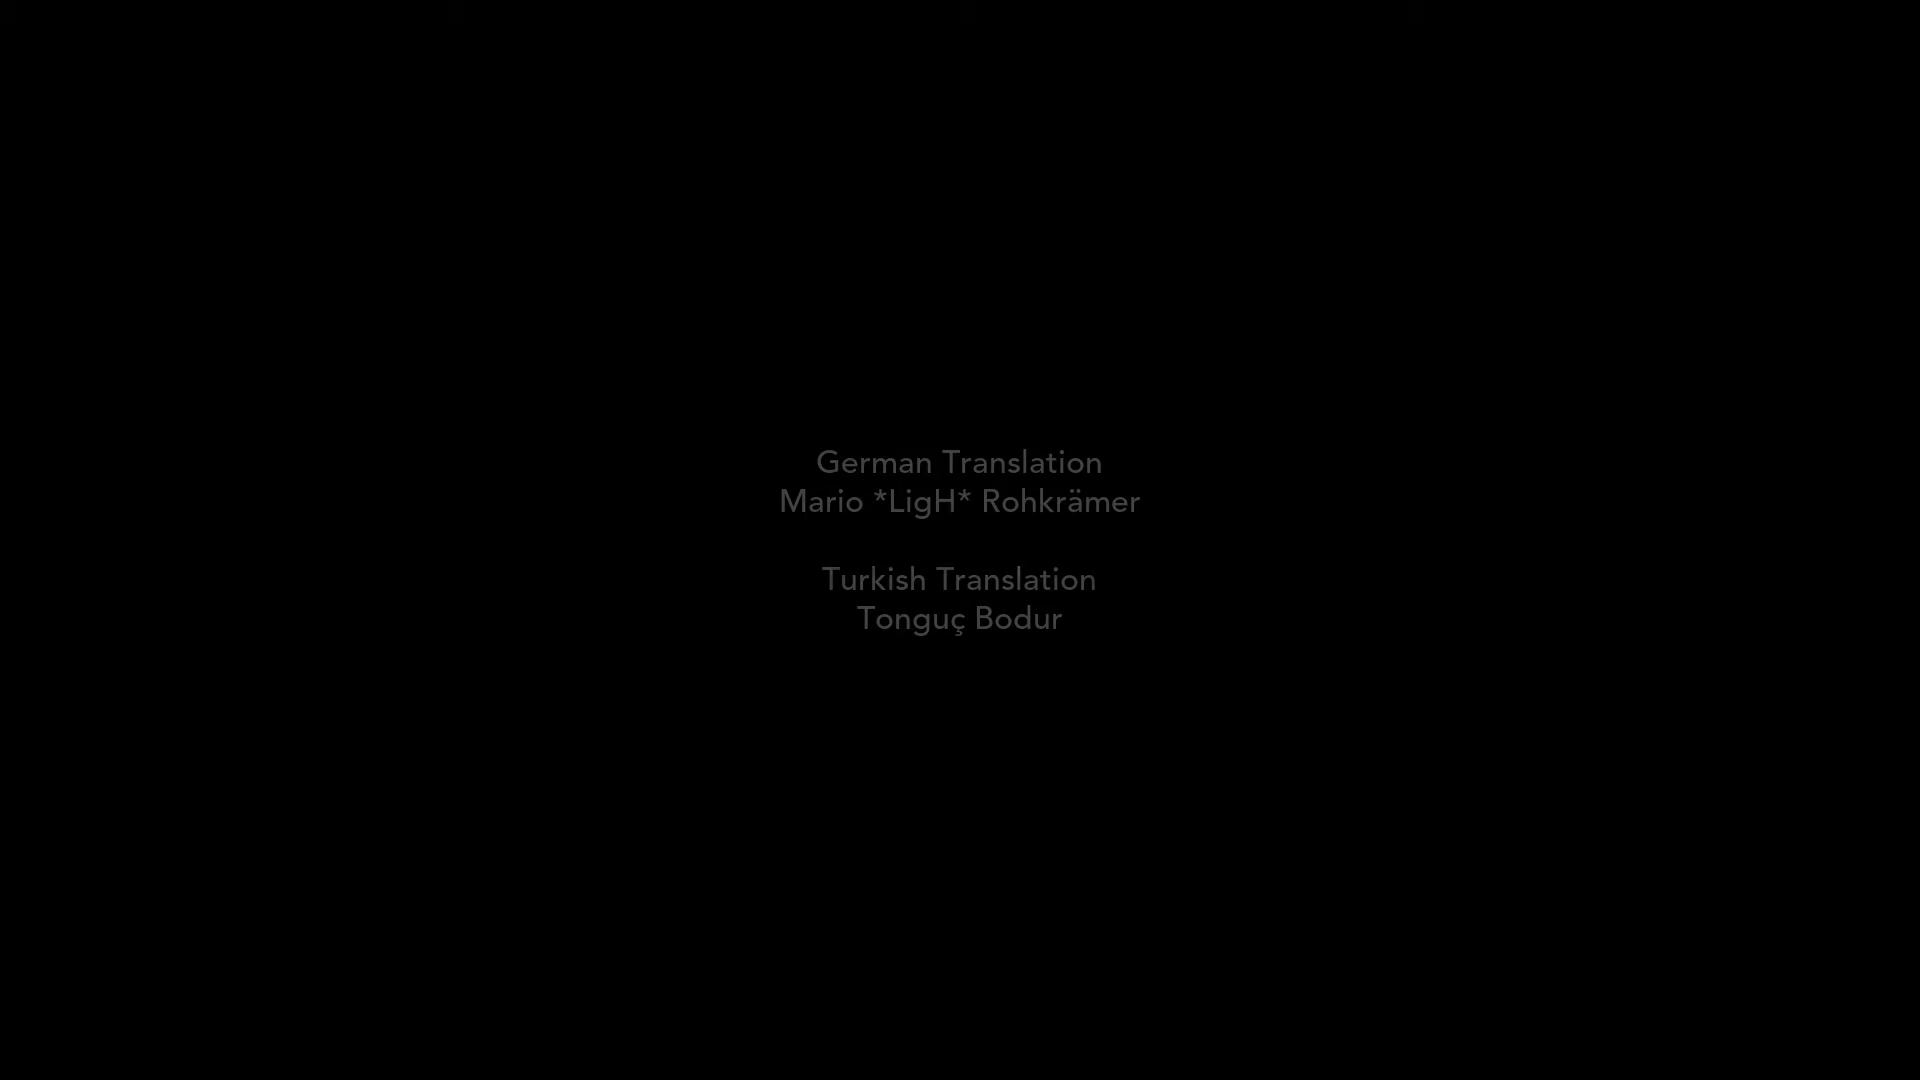 German Translation
Mario *LigH* Rohkrämer
Turkish Translation
Tonguç Bodur